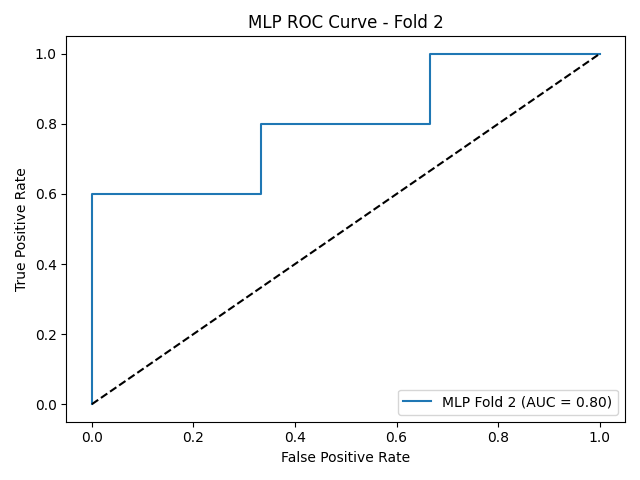 MLP ROC Curve - Fold 2
True Positive Rate
1.0
0.8
0.6
0.4
0.2
0.0
0.0 0.2 0.4 0.6 0.8 1.0
False Positive Rate
MLP Fold 2 (AUC = 0.80)